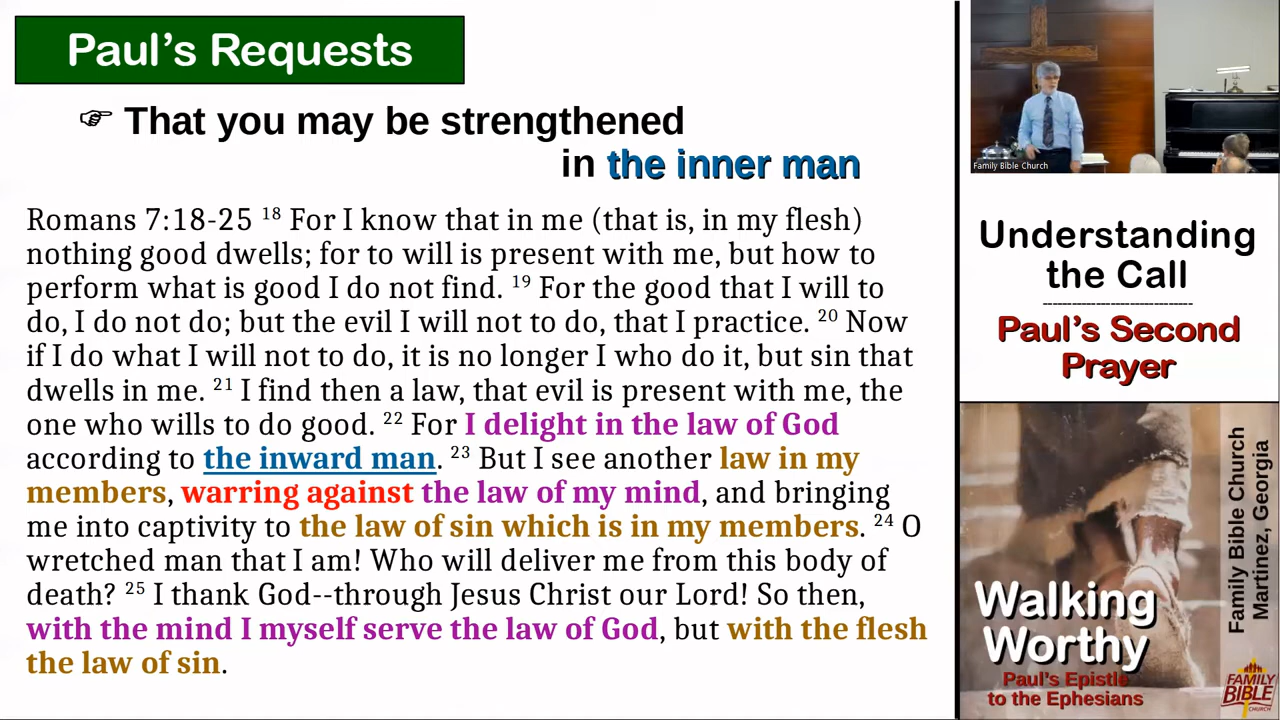 Paul's Requests
☞ That you may be strengthened
in the inner man
Romans 7:18-25 18 For I know that in me (that is, in my flesh)
nothing good dwells; for to will is present with me, but how to
perform what is good I do not find. 19 For the good that I will to
do, I do not do; but the evil I will not to do, that I practice. 20 Now
if I do what I will not to do, it is no longer I who do it, but sin that
dwells in me. 21 I find then a law, that evil is present with me, the
one who wills to do good. 22 For I delight in the law of God
according to the inward man. 23 But I see another law in my
members, warring against the law of my mind, and bringing
me into captivity to the law of sin which is in my members. 24 O
wretched man that I am! Who will deliver me from this body of
death? 25 I thank God--through Jesus Christ our Lord! So then,
with the mind I myself serve the law of God, but with the flesh
the law of sin.
Family Bible Church
Understanding
the Call
------------------------------
Paul's Second
Prayer
Walking
Worthy
Paul's Epistle
to the Ephesians
Family Bible Church
Martinez, Georgia
FAMILY
BIBLE
CHURCH